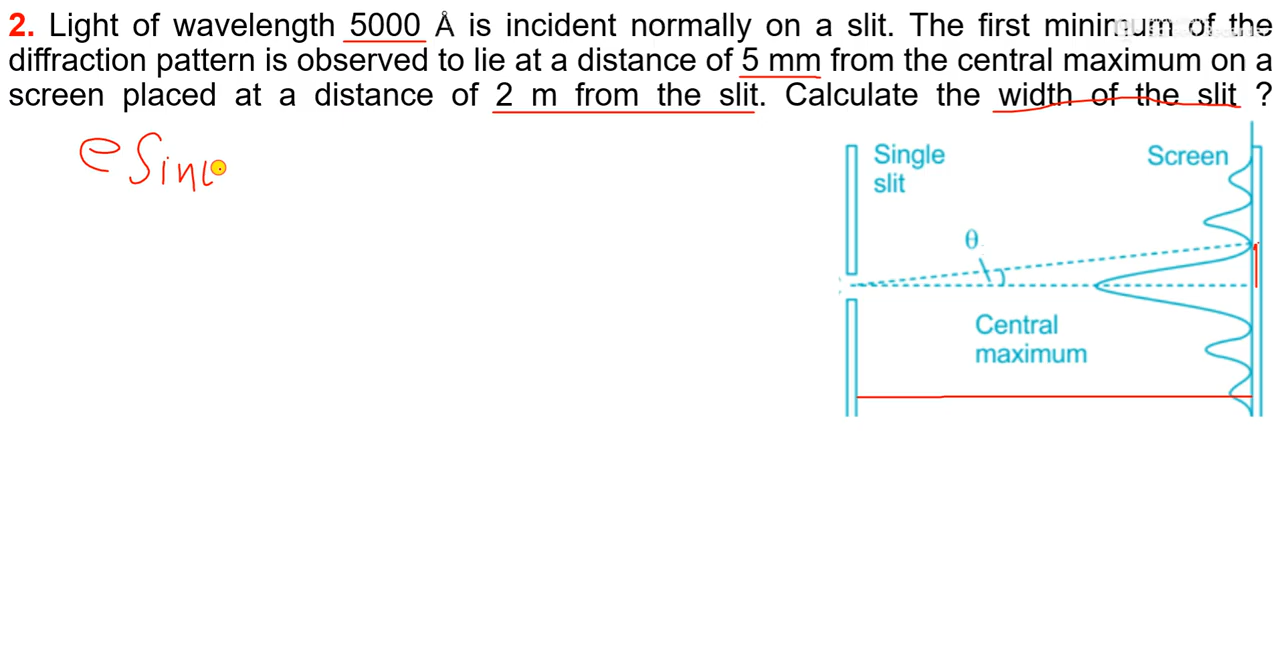 2. Light of wavelength 5000 Å is incident normally on a slit. The first minimum of the
diffraction pattern is observed to lie at a distance of 5 mm from the central maximum on a
screen placed at a distance of 2 m from the slit. Calculate the width of the slit ?
e Sin
Single
slit
Screen
θ
Central
maximum